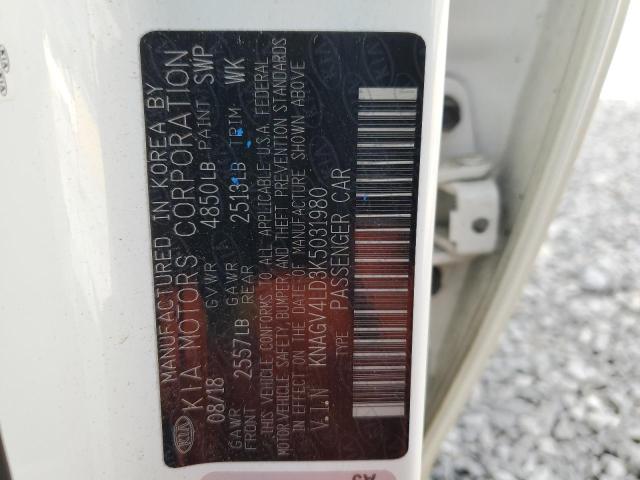 MANUFACTURED IN KOREA BY
KIA MOTORS CORPORATION
08/18 GVWR 4850LB PAINT SWP
GAWR FRONT 2557LB GAWR REAR 2513LB TRIM WK
THIS VEHICLE CONFORMS TO ALL APPLICABLE U.S.A. FEDERAL
MOTOR VEHICLE SAFETY, BUMPER, AND THEFT PREVENTION STANDARDS
IN EFFECT ON THE DATE OF MANUFACTURE SHOWN ABOVE
V.I.N KNAGV4LD3K5031980
TYPE PASSENGER CAR
KIA
A5